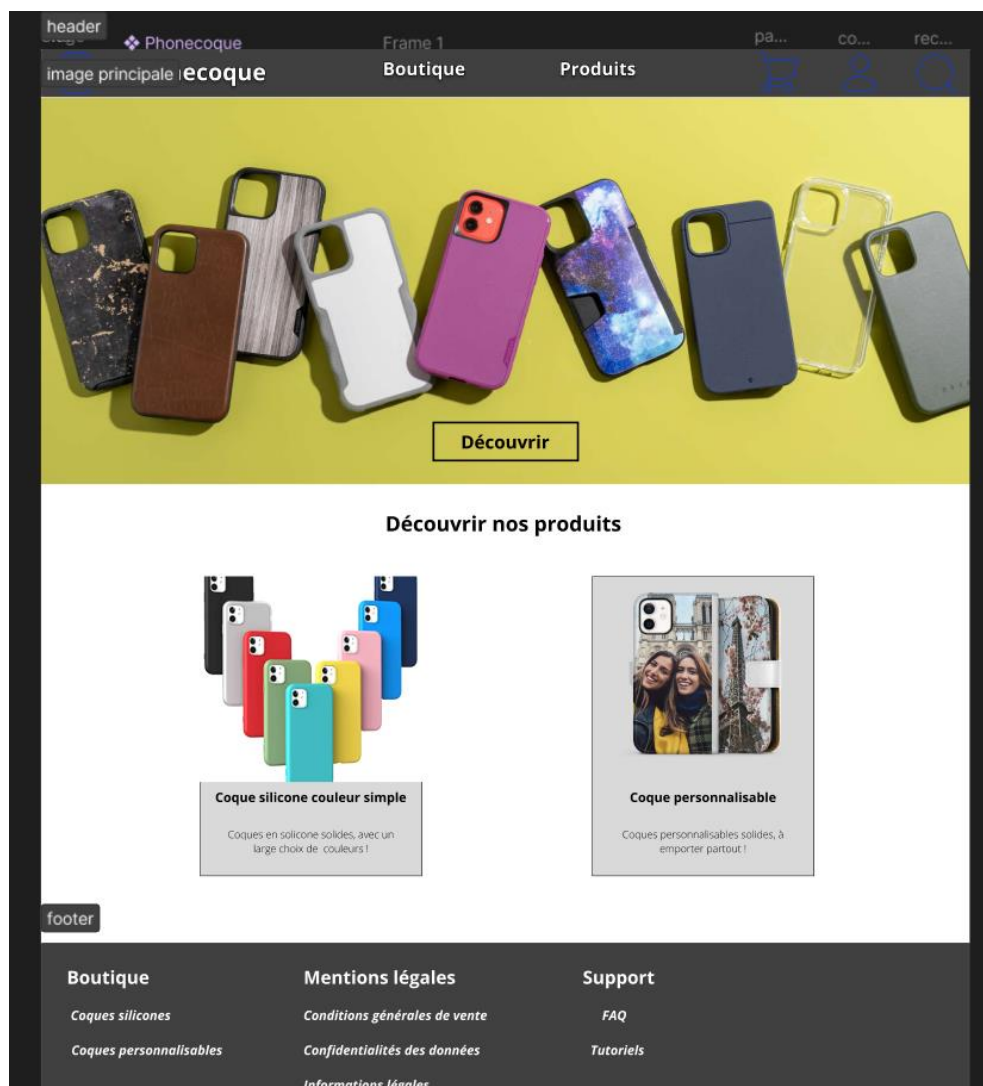 header
Phonecoque
Frame 1
pa...
co...
rec...
image principale
ecoque
Boutique
Produits
Découvrir
Découvrir nos produits
Coque silicone couleur simple
Coques en solicone solides, avec un
large choix de couleurs !
Coque personnalisable
Coques personnalisables solides, à
emporter partout !
footer
Boutique
Mentions légales
Support
Coques silicones
Conditions générales de vente
FAQ
Coques personnalisables
Confidentialités des données
Tutoriels
Informations légales